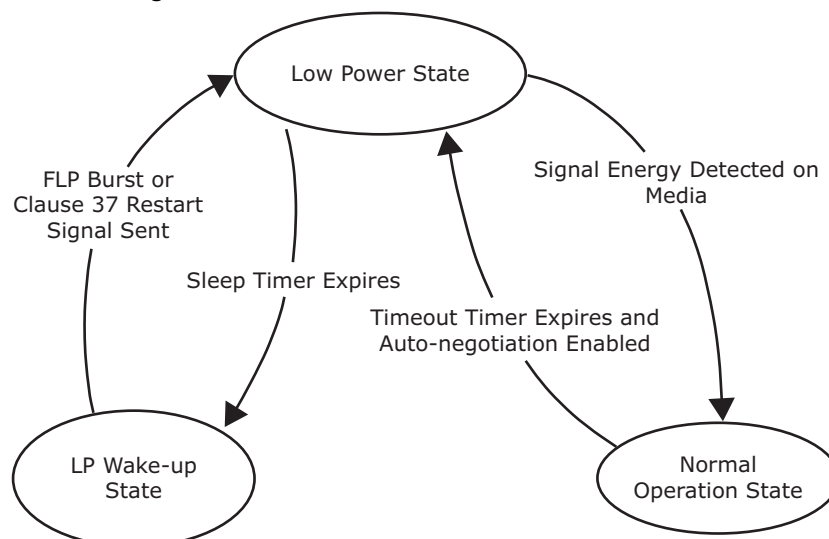 Low Power State
FLP Burst or
Clause 37 Restart
Signal Sent
Signal Energy Detected on
Media
Sleep Timer Expires
Timeout Timer Expires and
Auto-negotiation Enabled
LP Wake-up
State
Normal
Operation State